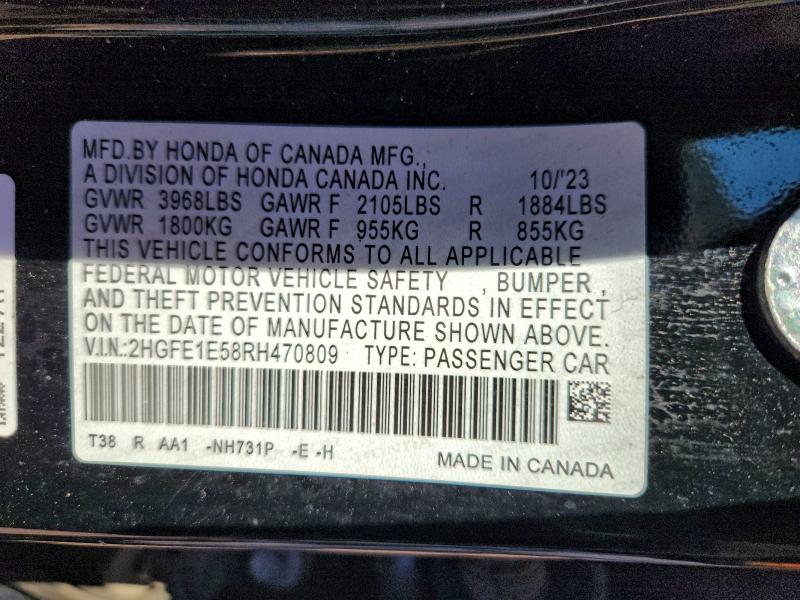 MFD.BY HONDA OF CANADA MFG.,
A DIVISION OF HONDA CANADA INC. 10/'23
GVWR 3968LBS GAWR F 2105LBS R 1884LBS
GVWR 1800KG GAWR F 955KG R 855KG
THIS VEHICLE CONFORMS TO ALL APPLICABLE
FEDERAL MOTOR VEHICLE SAFETY , BUMPER ,
AND THEFT PREVENTION STANDARDS IN EFFECT
ON THE DATE OF MANUFACTURE SHOWN ABOVE.
V.I.N.:2HGFE1E58RH470809 TYPE: PASSENGER CAR
T38 R AA1 -NH731P -E -H
MADE IN CANADA